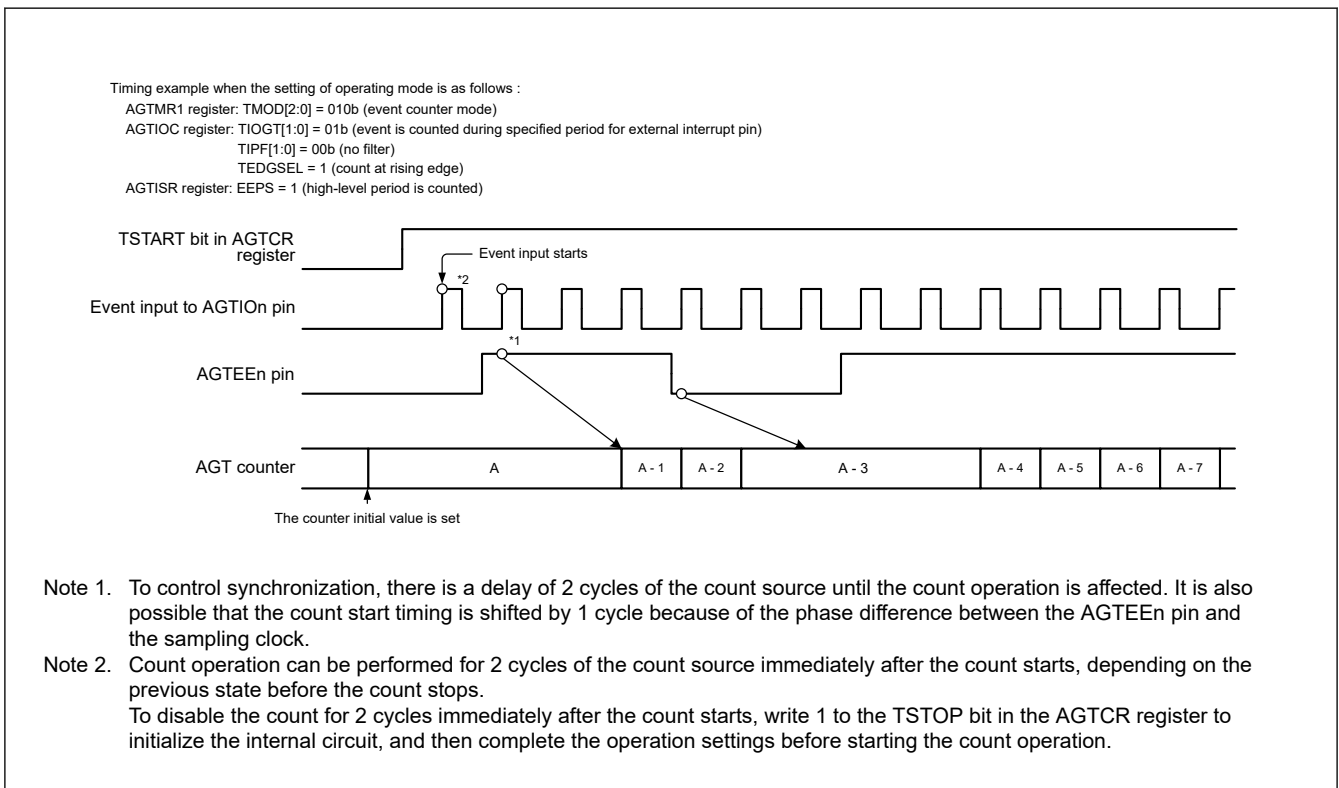 Timing example when the setting of operating mode is as follows :
AGTMR1 register: TMOD[2:0] = 010b (event counter mode)
AGTIOC register: TIOGT[1:0] = 01b (event is counted during specified period for external interrupt pin)
TIPF[1:0] = 00b (no filter)
TEDGSEL = 1 (count at rising edge)
AGTISR register: EEPS = 1 (high-level period is counted)
TSTART bit in AGTCR
register
Event input starts
*2
Event input to AGTIOn pin
*1
AGTEEn pin
AGT counter
A
A - 1
A - 2
A - 3
A - 4
A - 5
A - 6
A - 7
The counter initial value is set
Note 1. To control synchronization, there is a delay of 2 cycles of the count source until the count operation is affected. It is also
possible that the count start timing is shifted by 1 cycle because of the phase difference between the AGTEEn pin and
the sampling clock.
Note 2. Count operation can be performed for 2 cycles of the count source immediately after the count starts, depending on the
previous state before the count stops.
To disable the count for 2 cycles immediately after the count starts, write 1 to the TSTOP bit in the AGTCR register to
initialize the internal circuit, and then complete the operation settings before starting the count operation.